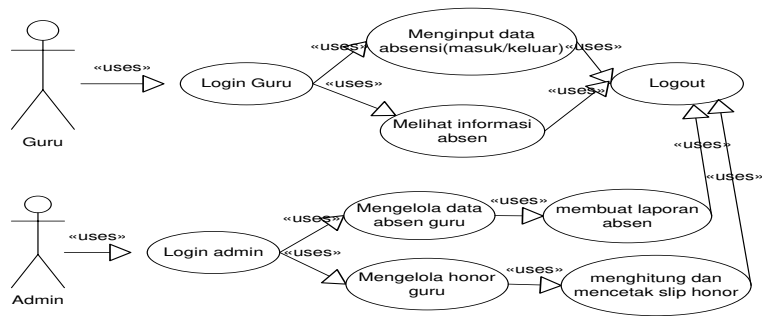 Menginput data
absensi(masuk/keluar)
«uses»
«uses»
«uses»
Login Guru
«uses»
Logout
«uses»
Melihat informasi
absen
Guru
«uses»
«uses»
Mengelola data
absen guru
«uses»
membuat laporan
absen
«uses»
«uses»
Login admin
«uses»
«uses»
Mengelola honor
guru
«uses»
menghitung dan
mencetak slip honor
Admin